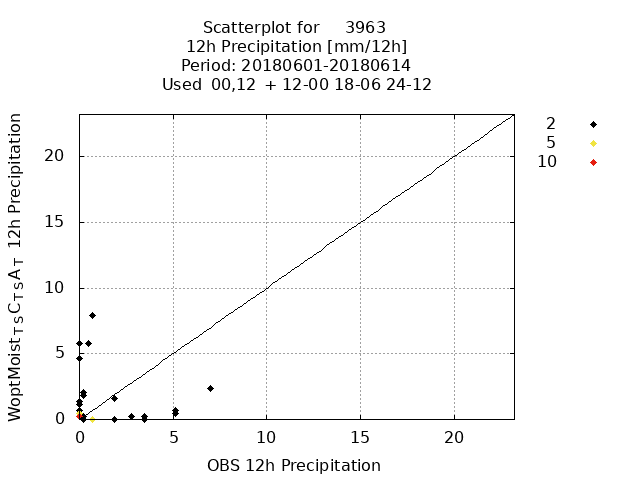 Scatterplot for 3963
12h Precipitation [mm/12h]
Period: 20180601-20180614
Used 00,12 + 12-00 18-06 24-12
2
5
10
WoptMoist T S C T S A T 12h Precipitation
20
15
10
5
0
0 5 10 15 20
OBS 12h Precipitation